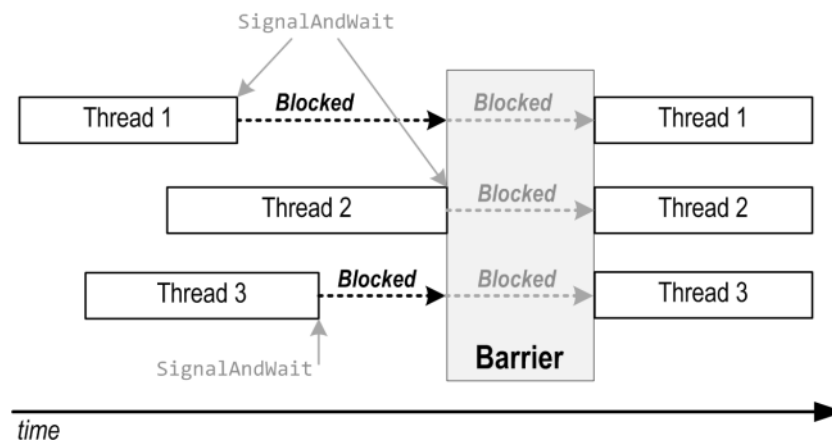 SignalAndWait
Thread 1
Blocked
Blocked
Thread 1
Thread 2
Blocked
Thread 2
Thread 3
Blocked
Blocked
Thread 3
Barrier
SignalAndWait
time